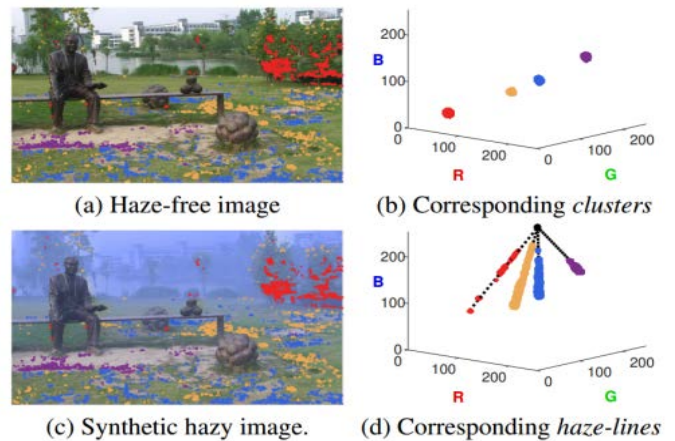 200
B
100
0
0
100
200
R
0
100
200
G
(a) Haze-free image
(b) Corresponding clusters
200
B
100
0
0
100
200
R
0
100
200
G
(c) Synthetic hazy image.
(d) Corresponding haze-lines